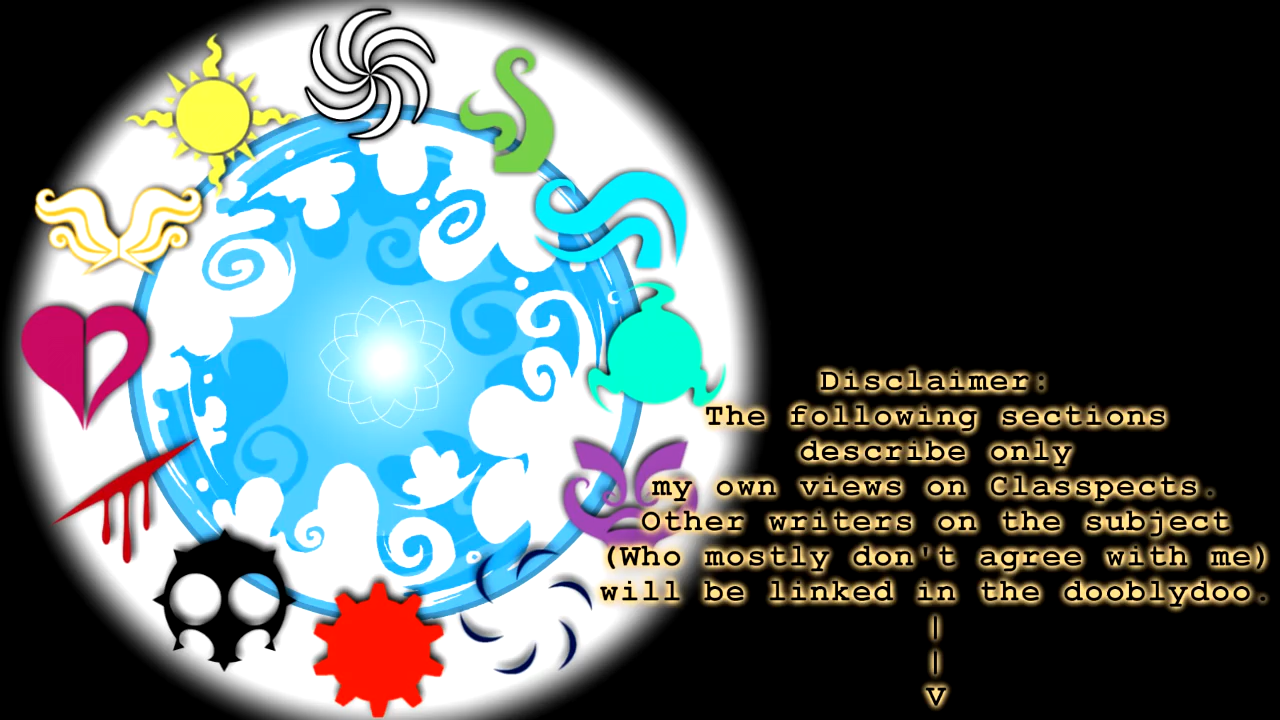 Disclaimer:
The following sections
describe only
my own views on Classpects.
Other writers on the subject
(Who mostly don't agree with me)
will be linked in the dooblydoo.
|
|
V